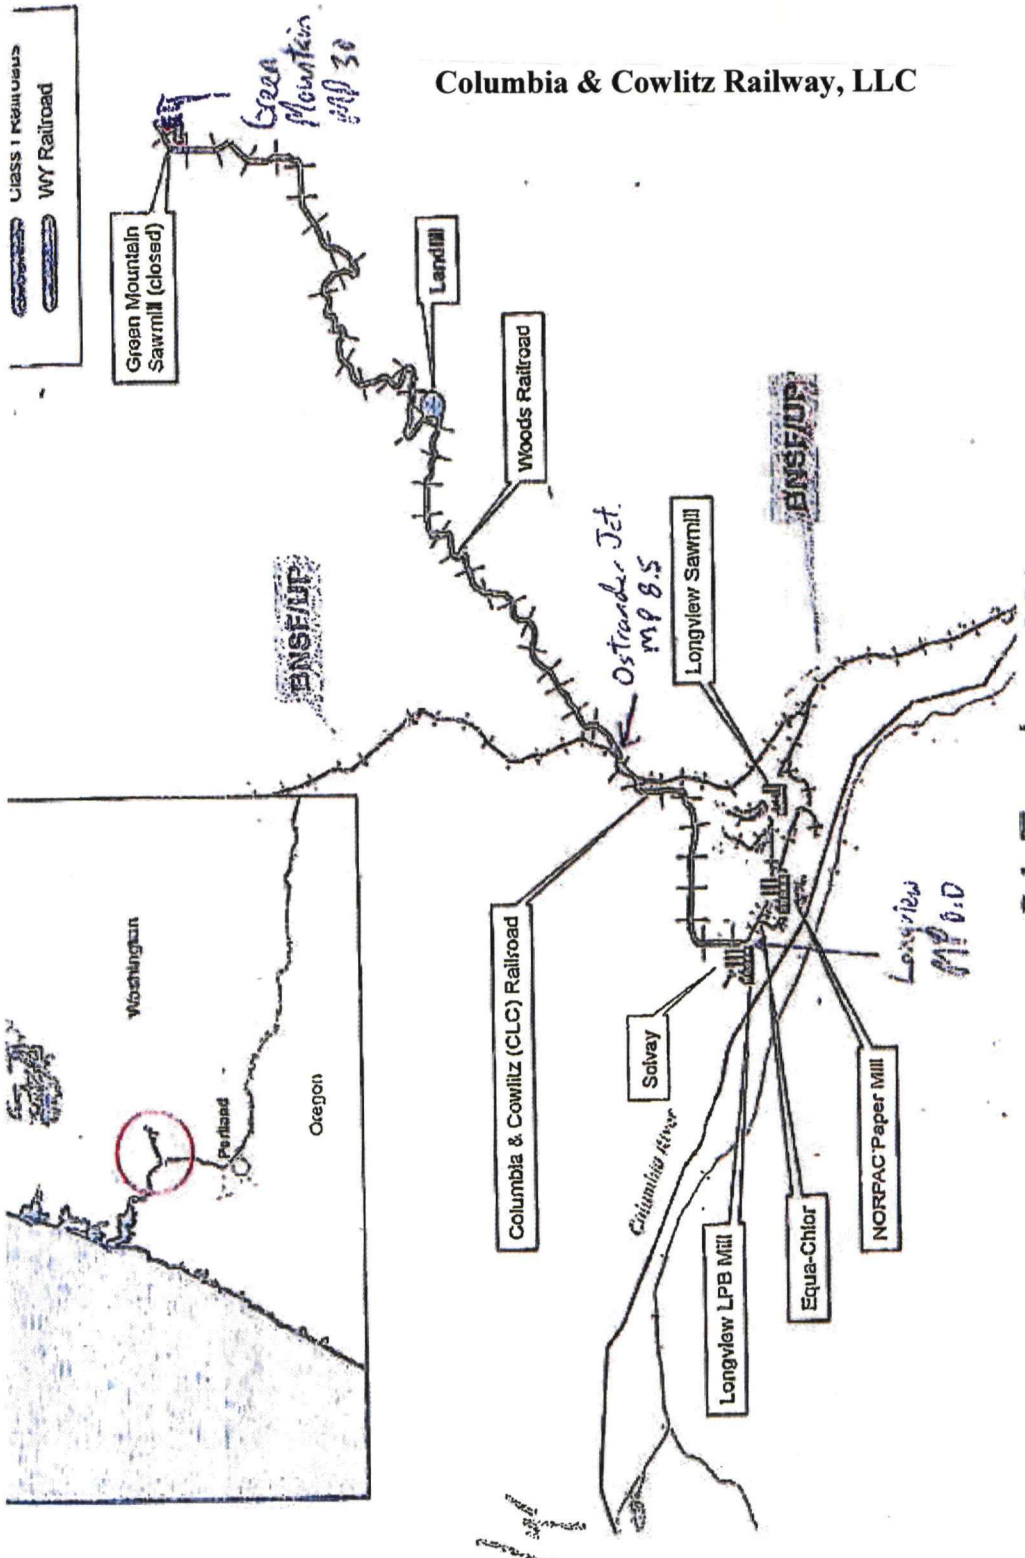 Columbia & Cowlitz Railway, LLC
Class I Railroads
WY Railroad
Green Mountain
Sawmill (closed)
Green
Mountain
MP 30
Landfill
Woods Railroad
BNSF/UP
Ostrander Jct.
MP 8.5
Longview Sawmill
BNSF/UP
Washington
Portland
Oregon
Columbia & Cowlitz (CLC) Railroad
Solvay
Columbia River
Longview LPB Mill
Equa-Chlor
NORPAC Paper Mill
Longview
MP 0.0